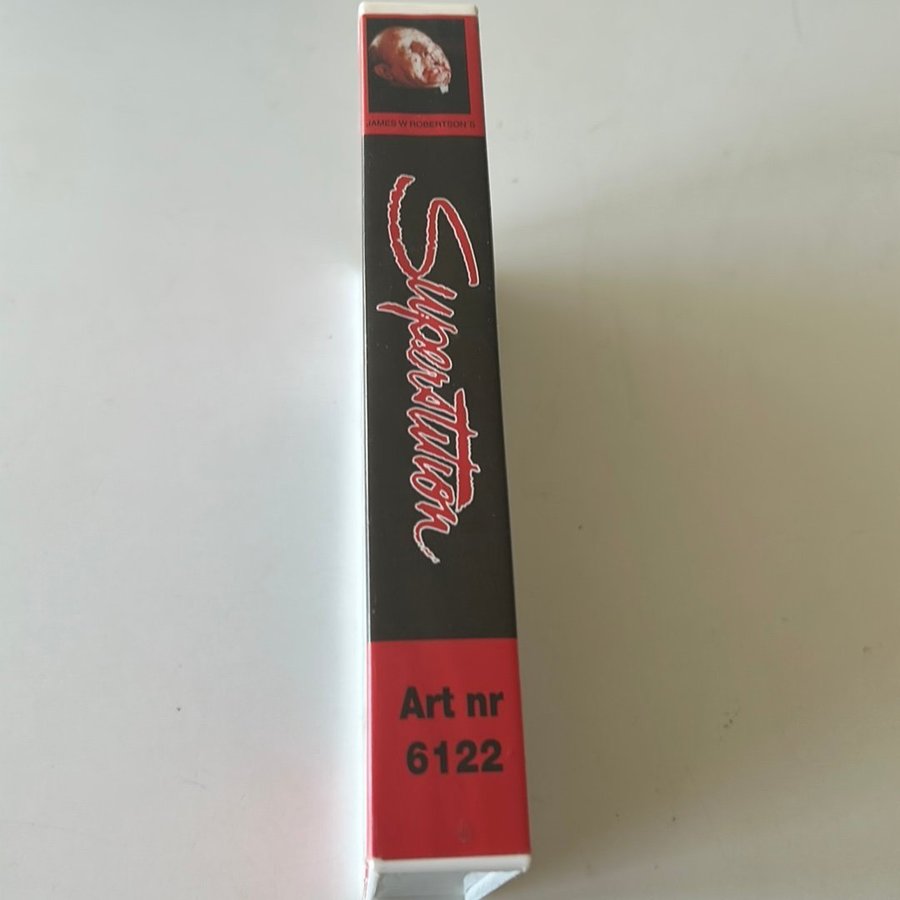 JAMES W ROBERTSON'S
Superstition
Art nr
6122